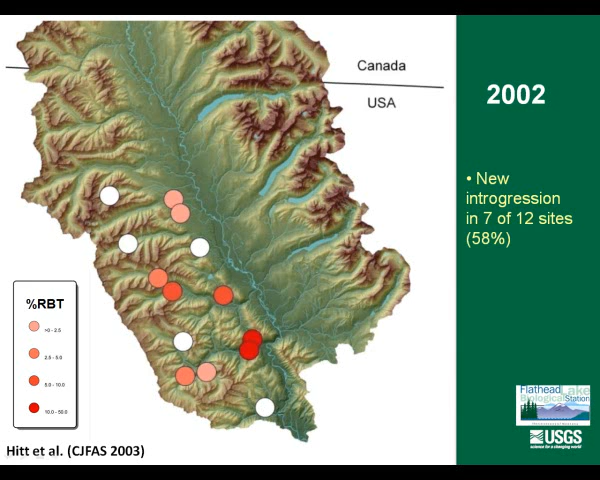 Canada
USA
2002
• New
introgression
in 7 of 12 sites
(58%)
%RBT
>0 - 2.5
2.5 - 5.0
5.0 - 10.0
10.0 - 50.0
Flathead Lake
Biological Station
USGS
science for a changing world
Hitt et al. (CJFAS 2003)